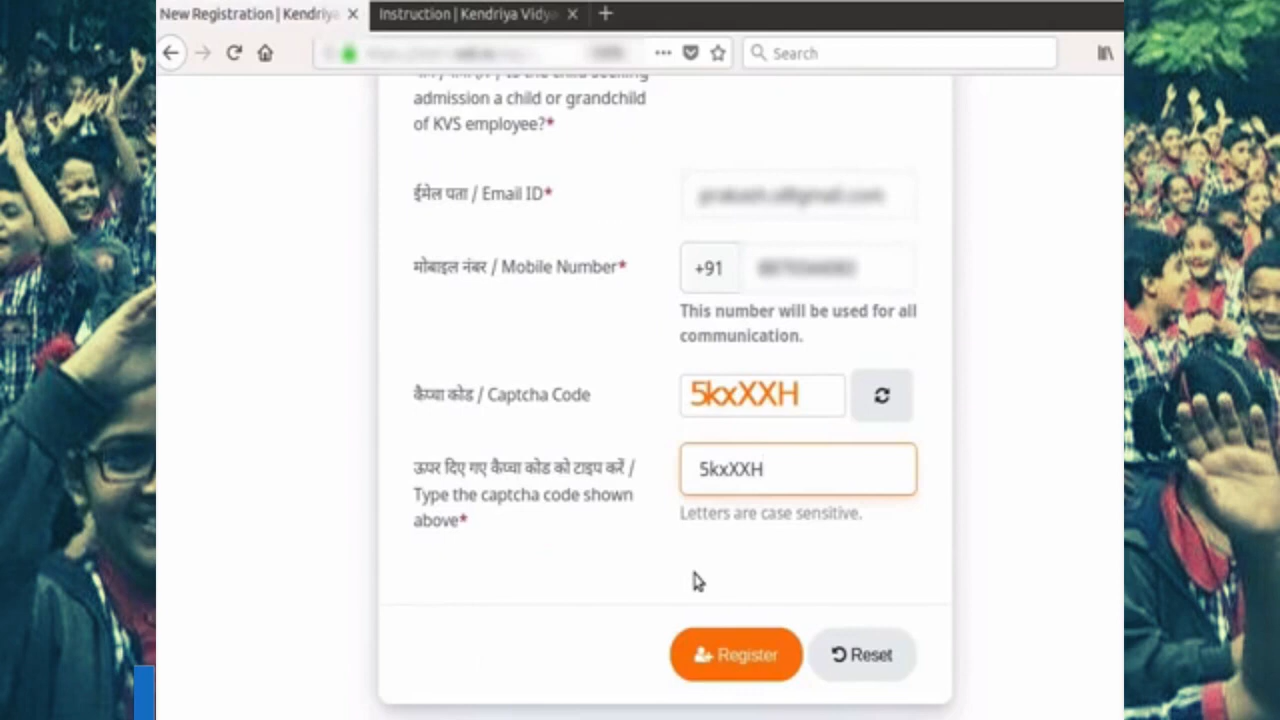 New Registration | Kendriya
Instruction | Kendriya Vidya
Search
admission a child or grandchild
of KVS employee?*
ईमेल पता / Email ID*
मोबाइल नंबर / Mobile Number*
+91
This number will be used for all
communication.
कैप्चा कोड / Captcha Code
5kxXXH
ऊपर दिए गए कैप्चा कोड को टाइप करें /
Type the captcha code shown
above*
5kxXXH
Letters are case sensitive.
Register
Reset